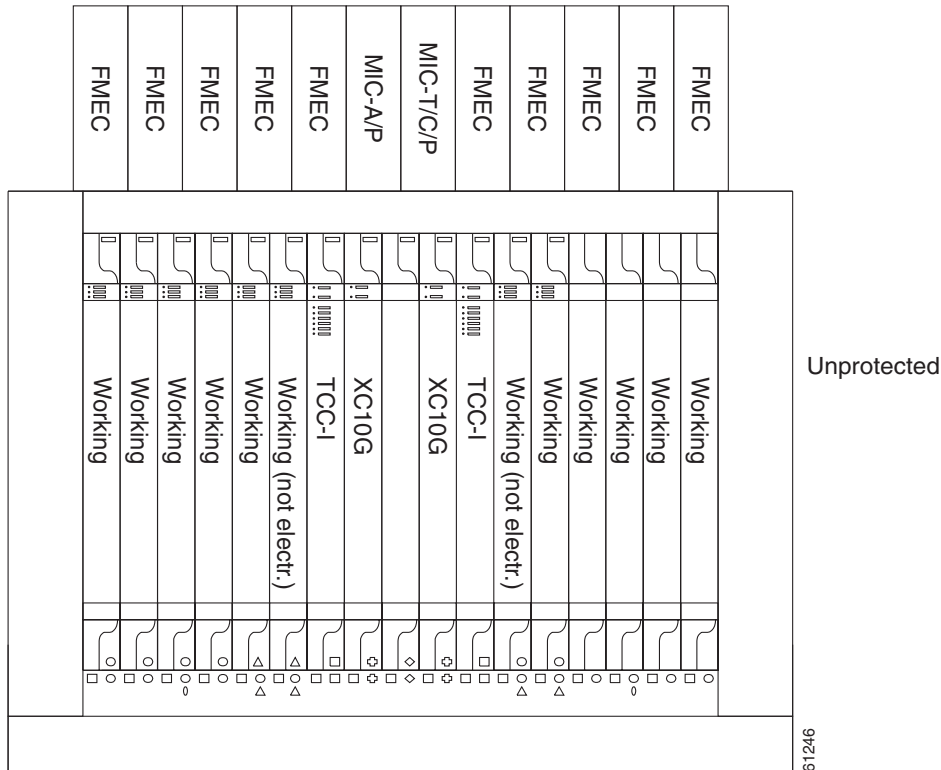 FMEC
FMEC
FMEC
FMEC
FMEC
MIC-A/P
MIC-T/C/P
FMEC
FMEC
FMEC
FMEC
FMEC
Working
Working
Working
Working
Working
Working (not electr.)
TCC-I
XC10G
XC10G
TCC-I
Working (not electr.)
Working
Working
Working
Working
Working
Unprotected
61246